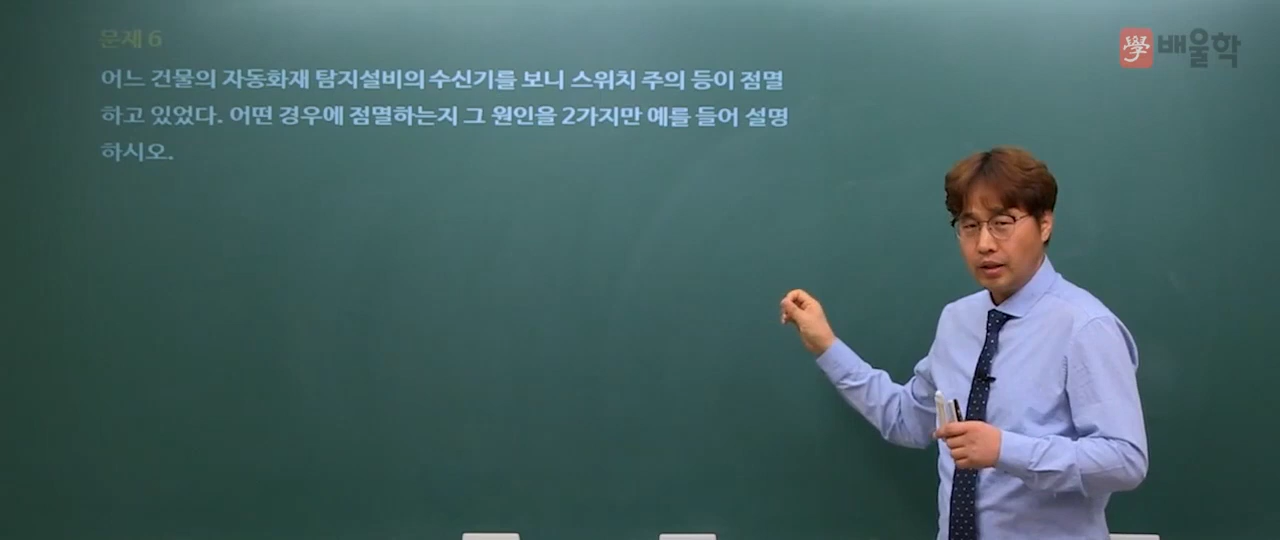 문제 6
學 배울학
어느 건물의 자동화재 탐지설비의 수신기를 보니 스위치 주의 등이 점멸
하고 있었다. 어떤 경우에 점멸하는지 그 원인을 2가지만 예를 들어 설명
하시오.